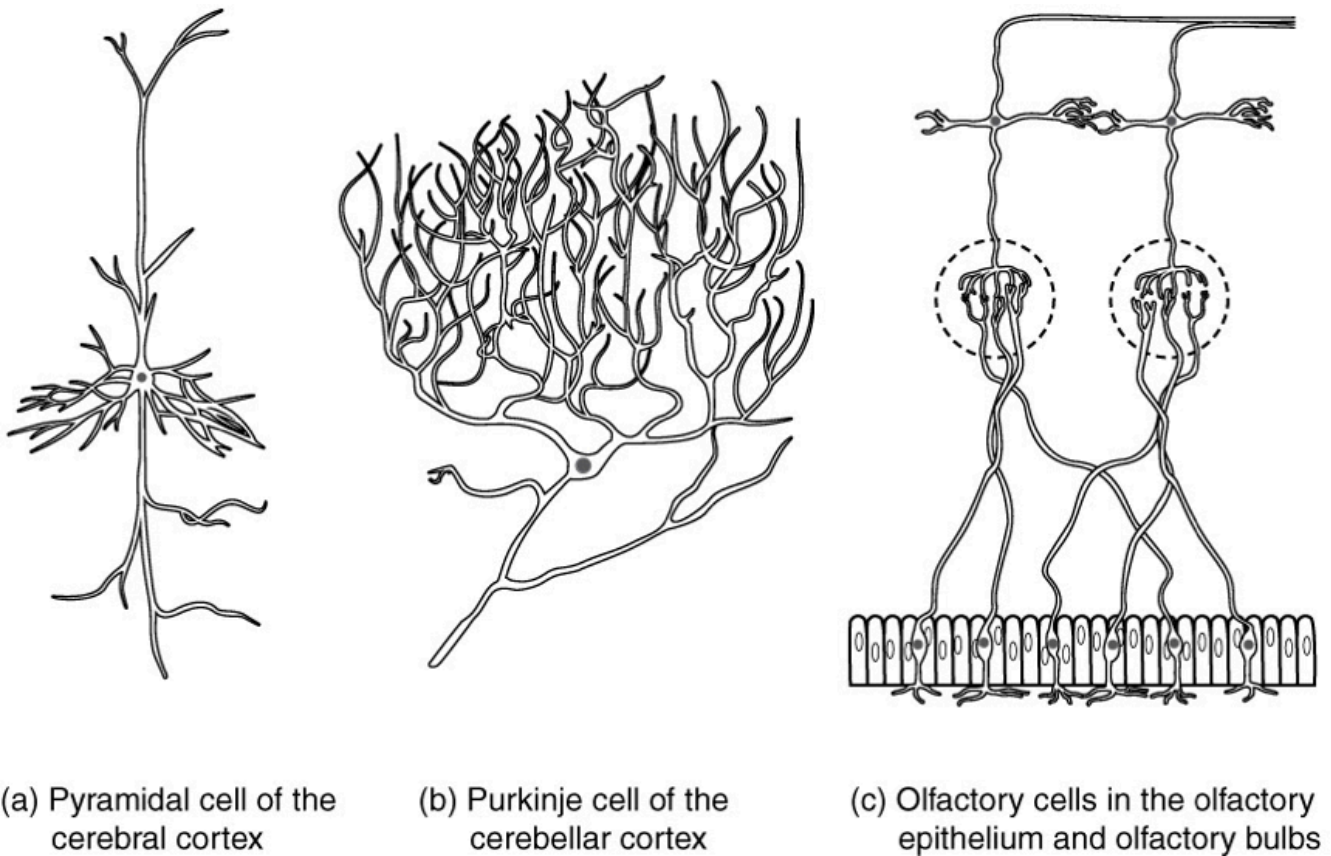 (a) Pyramidal cell of the
cerebral cortex
(b) Purkinje cell of the
cerebellar cortex
(c) Olfactory cells in the olfactory
epithelium and olfactory bulbs